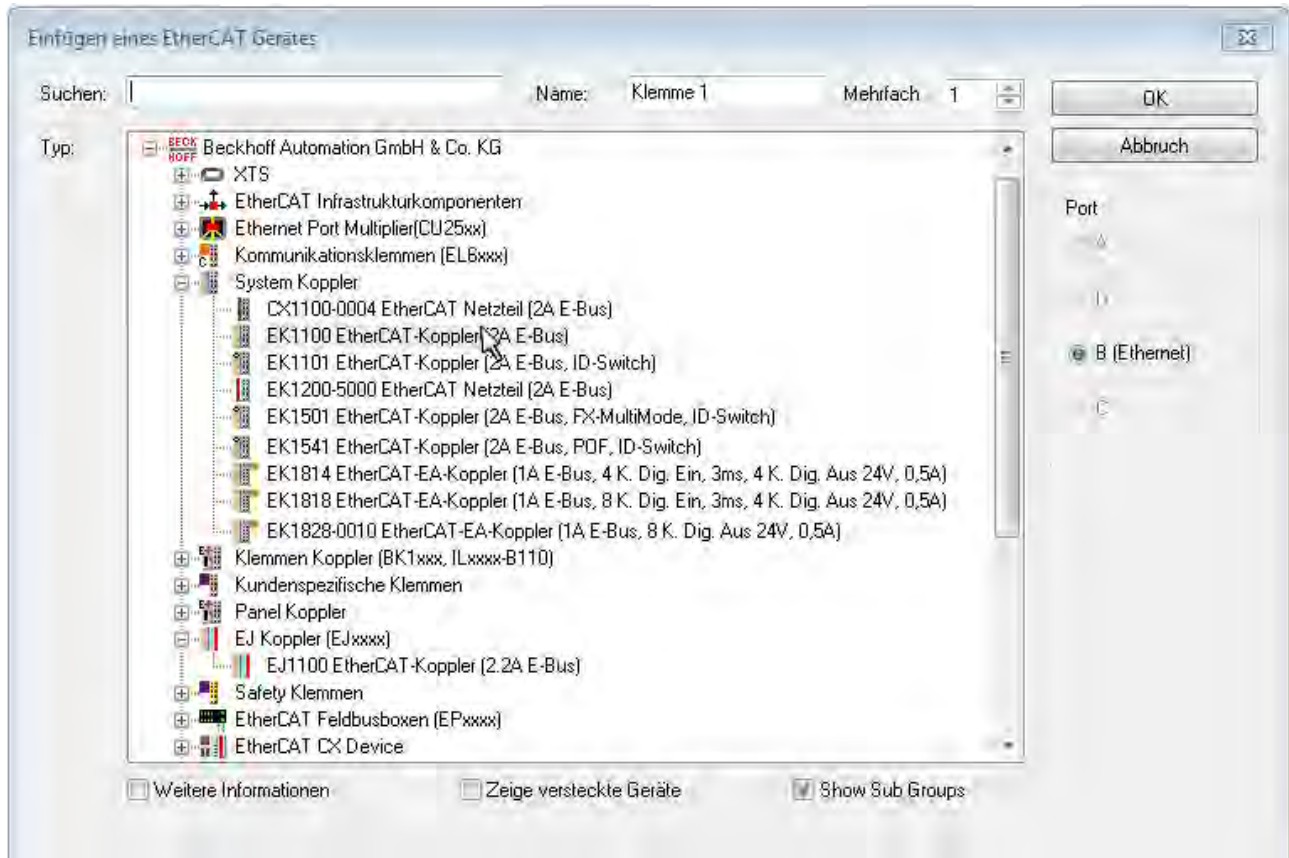 Einfügen eines EtherCAT Gerätes
Suchen: Name: Klemme 1 Mehrfach 1
OK
Typ: BECKHOFF Beckhoff Automation GmbH & Co. KG
Abbruch
XTS
EtherCAT Infrastrukturkomponenten
Port
Ethernet Port Multiplier(CU25xx)
A
Kommunikationsklemmen (EL6xxx)
System Koppler
D
CX1100-0004 EtherCAT Netzteil (2A E-Bus)
EK1100 EtherCAT-Koppler (2A E-Bus)
B (Ethernet)
EK1101 EtherCAT-Koppler (2A E-Bus, ID-Switch)
EK1200-5000 EtherCAT Netzteil (2A E-Bus)
C
EK1501 EtherCAT-Koppler (2A E-Bus, FX-MultiMode, ID-Switch)
EK1541 EtherCAT-Koppler (2A E-Bus, POF, ID-Switch)
EK1814 EtherCAT-EA-Koppler (1A E-Bus, 4 K. Dig. Ein, 3ms, 4 K. Dig. Aus 24V, 0,5A)
EK1818 EtherCAT-EA-Koppler (1A E-Bus, 8 K. Dig. Ein, 3ms, 4 K. Dig. Aus 24V, 0,5A)
EK1828-0010 EtherCAT-EA-Koppler (1A E-Bus, 8 K. Dig. Aus 24V, 0,5A)
Klemmen Koppler (BK1xxx, ILxxxx-B110)
Kundenspezifische Klemmen
Panel Koppler
EJ Koppler (EJxxxx)
EJ1100 EtherCAT-Koppler (2.2A E-Bus)
Safety Klemmen
EtherCAT Feldbusboxen (EPxxxx)
EtherCAT CX Device
Weitere Informationen Zeige versteckte Geräte Show Sub Groups